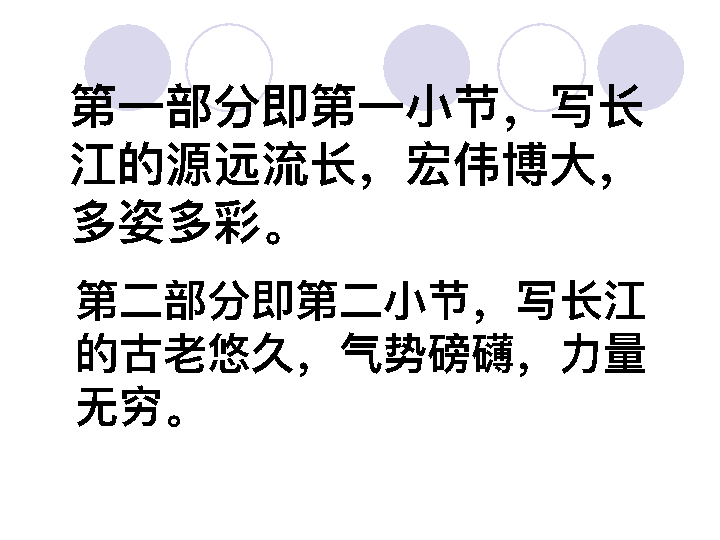 第一部分即第一小节，写长
江的源远流长，宏伟博大，
多姿多彩。
第二部分即第二小节，写长江
的古老悠久，气势磅礴，力量
无穷。